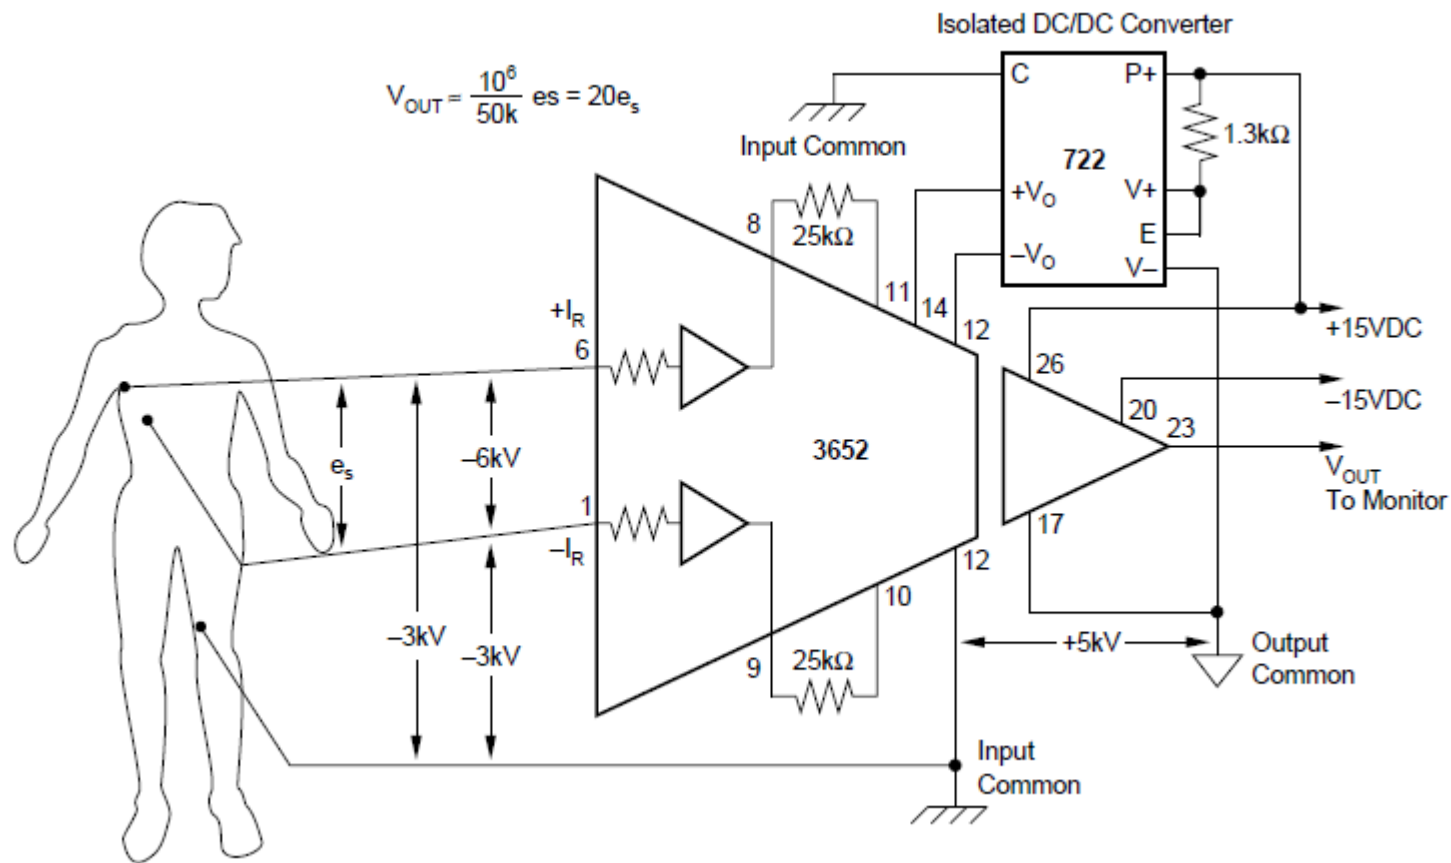 Isolated DC/DC Converter
V_OUT = 10^6 / 50k es = 20e_s
C
P+
1.3kΩ
Input Common
722
+V_O
V+
8
25kΩ
E
–V_O
V–
11
14
12
+I_R
6
+15VDC
26
–15VDC
20
23
e_s
–6kV
3652
V_OUT
To Monitor
1
–I_R
17
12
10
–3kV
–3kV
+5kV
Output
Common
9
25kΩ
Input
Common